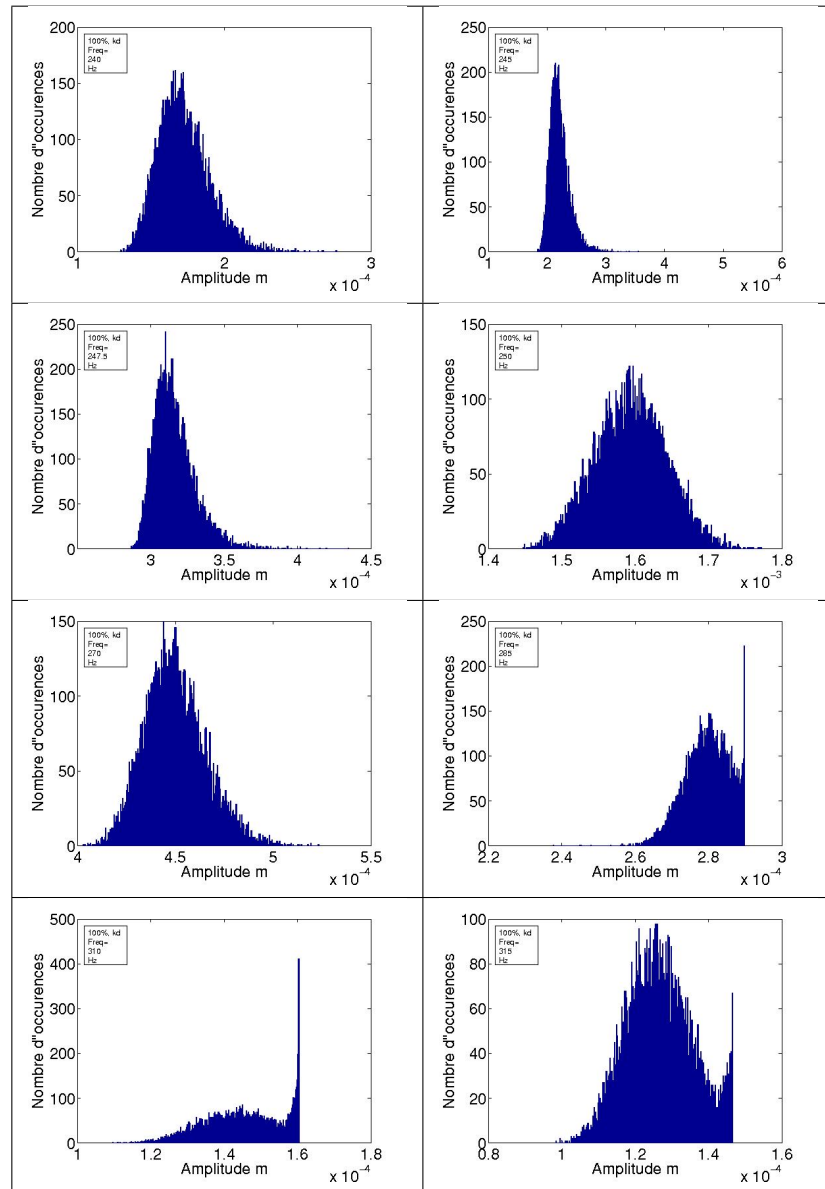 200
150
100
50
0
Nombre d"occurences
100%, kd
Freq=
240
Hz
1
2
3
Amplitude m
x 10^-4
250
200
150
100
50
0
Nombre d"occurences
100%, kd
Freq=
245
Hz
1
2
3
4
5
6
Amplitude m
x 10^-4
250
200
150
100
50
0
Nombre d"occurences
100%, kd
Freq=
247.5
Hz
3
3.5
4
4.5
Amplitude m
x 10^-4
150
100
50
0
Nombre d"occurences
100%, kd
Freq=
250
Hz
1.4
1.5
1.6
1.7
1.8
Amplitude m
x 10^-3
150
100
50
0
Nombre d"occurences
100%, kd
Freq=
270
Hz
4
4.5
5
5.5
Amplitude m
x 10^-4
250
200
150
100
50
0
Nombre d"occurences
100%, kd
Freq=
285
Hz
2.2
2.4
2.6
2.8
3
Amplitude m
x 10^-4
500
400
300
200
100
0
Nombre d"occurences
100%, kd
Freq=
310
Hz
1
1.2
1.4
1.6
1.8
Amplitude m
x 10^-4
100
80
60
40
20
0
Nombre d"occurences
100%, kd
Freq=
315
Hz
0.8
1
1.2
1.4
1.6
Amplitude m
x 10^-4